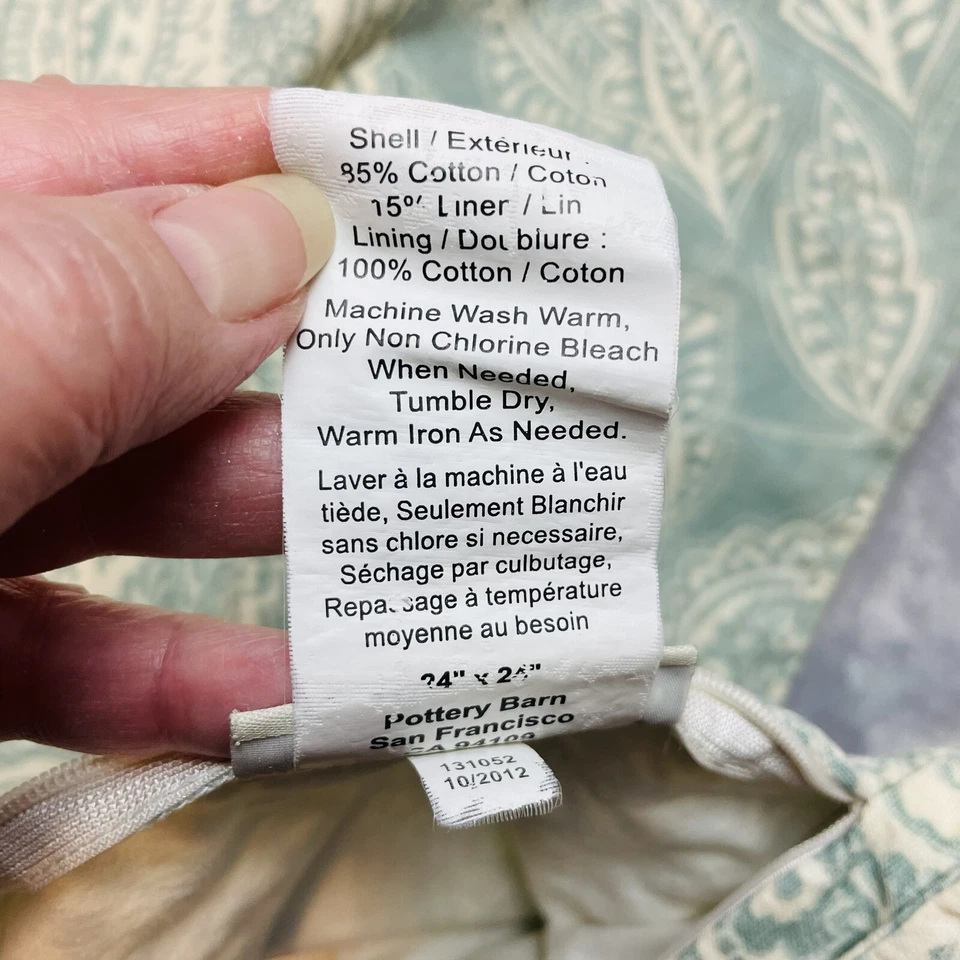 Shell / Extérieur :
85% Cotton / Coton
15% Linen / Lin
Lining / Doublure :
100% Cotton / Coton
Machine Wash Warm,
Only Non Chlorine Bleach
When Needed,
Tumble Dry,
Warm Iron As Needed.
Laver à la machine à l'eau
tiède, Seulement Blanchir
sans chlore si necessaire,
Séchage par culbutage,
Repassage à température
moyenne au besoin
24" x 24"
Pottery Barn
San Francisco
CA 94109
131052
10/2012